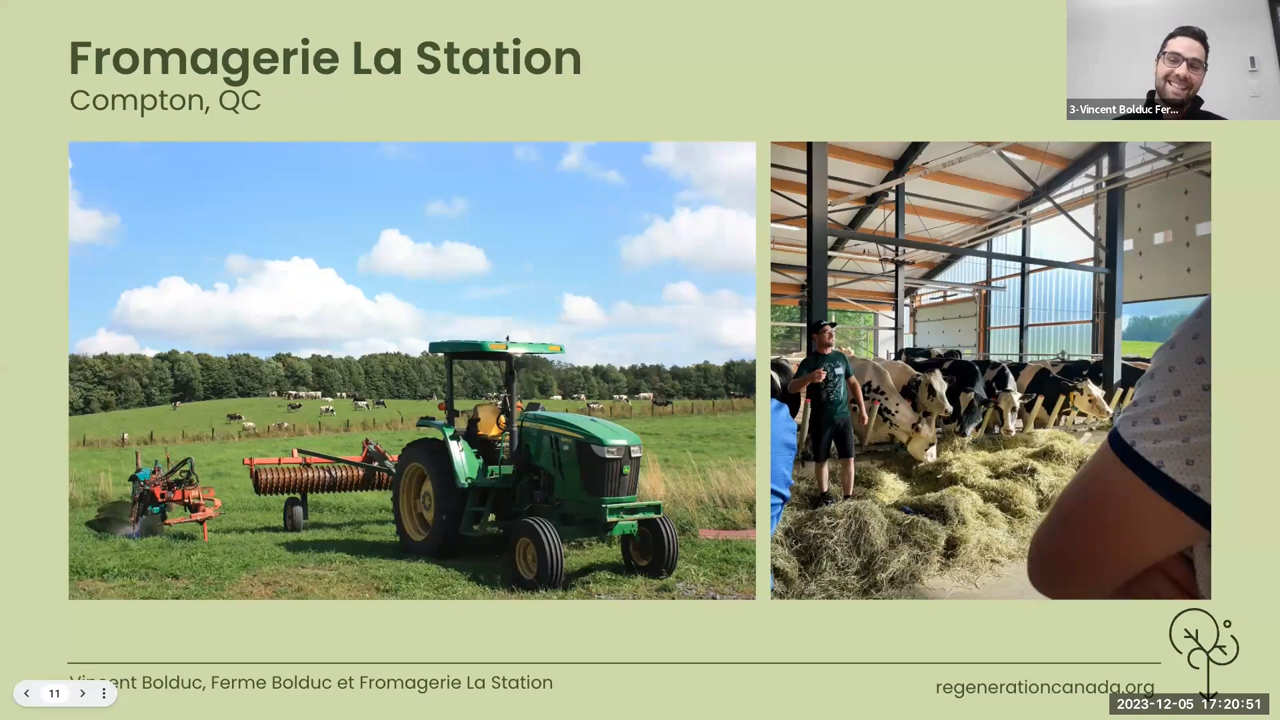 Fromagerie La Station
Compton, QC
3-Vincent Bolduc Fer...
Vincent Bolduc, Ferme Bolduc et Fromagerie La Station
11
regenerationcanada.org
2023-12-05 17:20:51